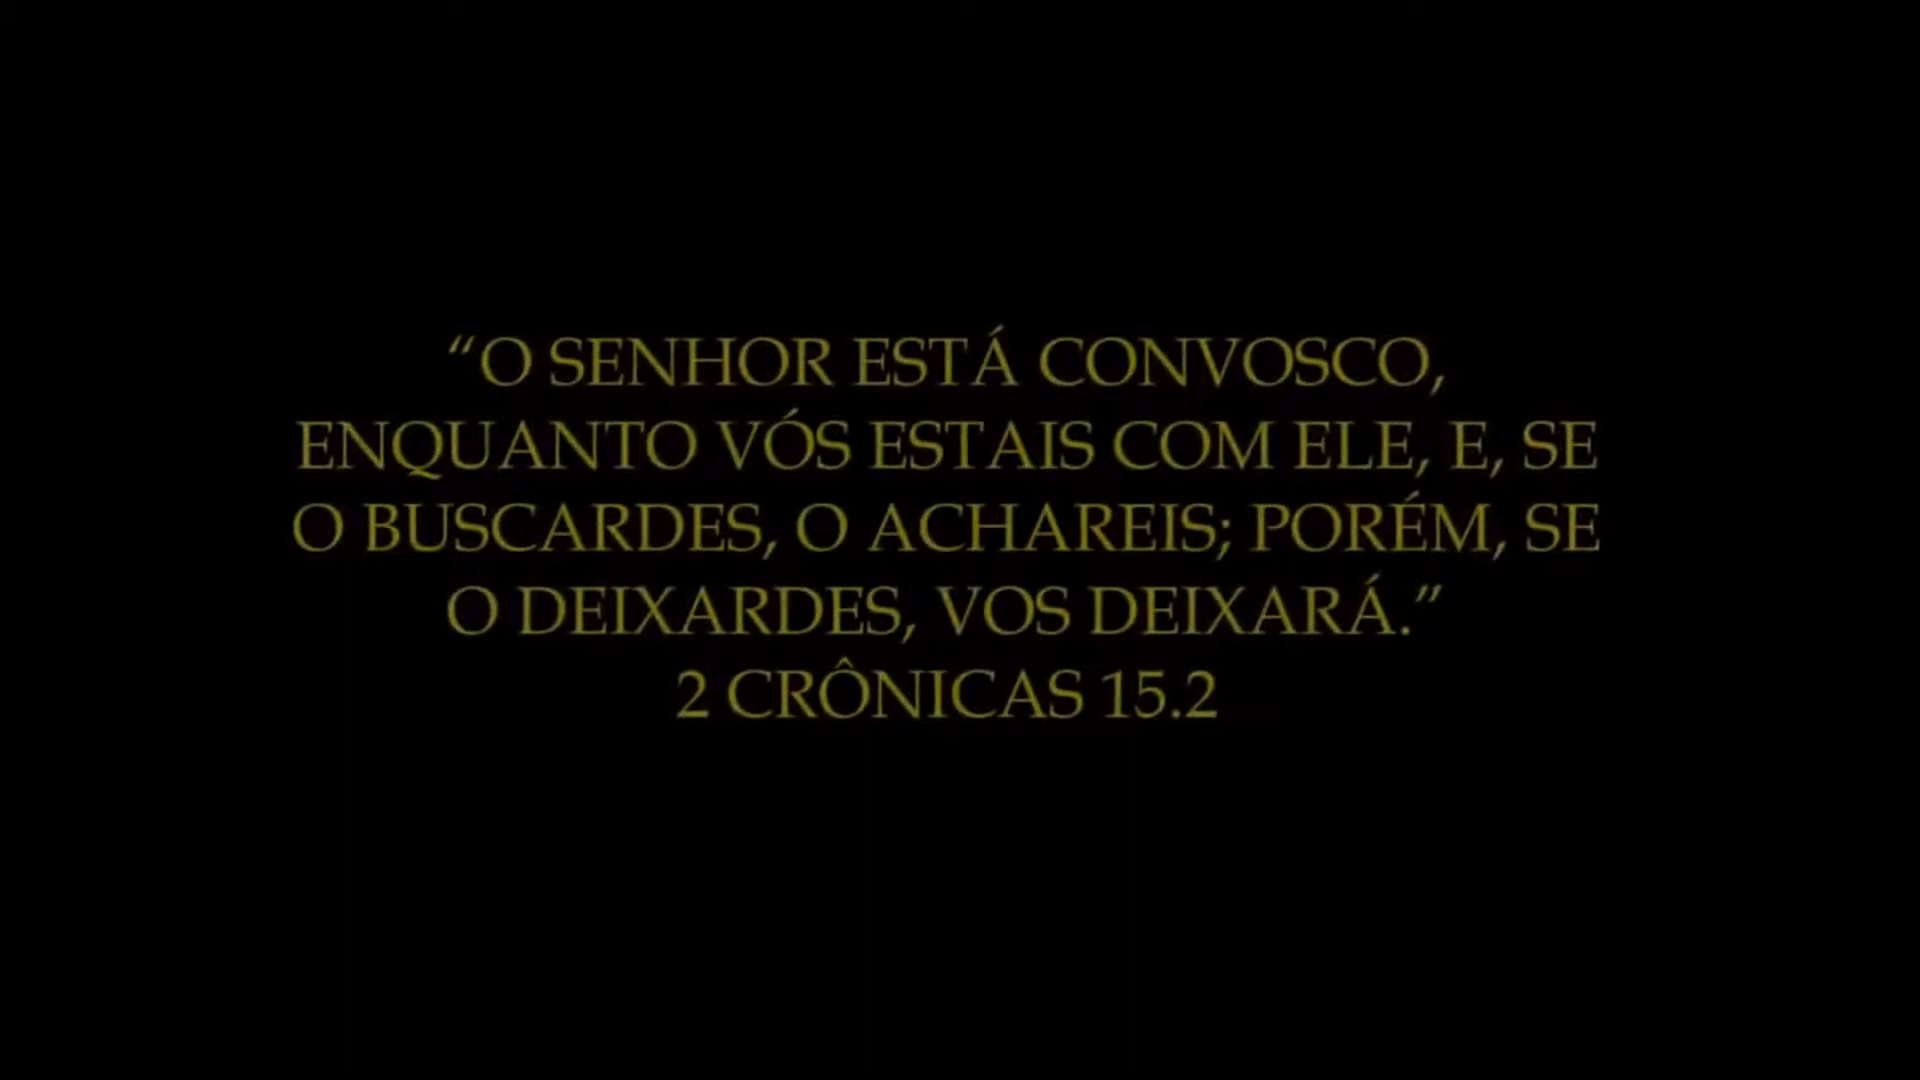 “O SENHOR ESTÁ CONVOSCO,
ENQUANTO VÓS ESTAIS COM ELE, E, SE
O BUSCARDES, O ACHAREIS; PORÉM, SE
O DEIXARDES, VOS DEIXARÁ.”
2 CRÔNICAS 15.2